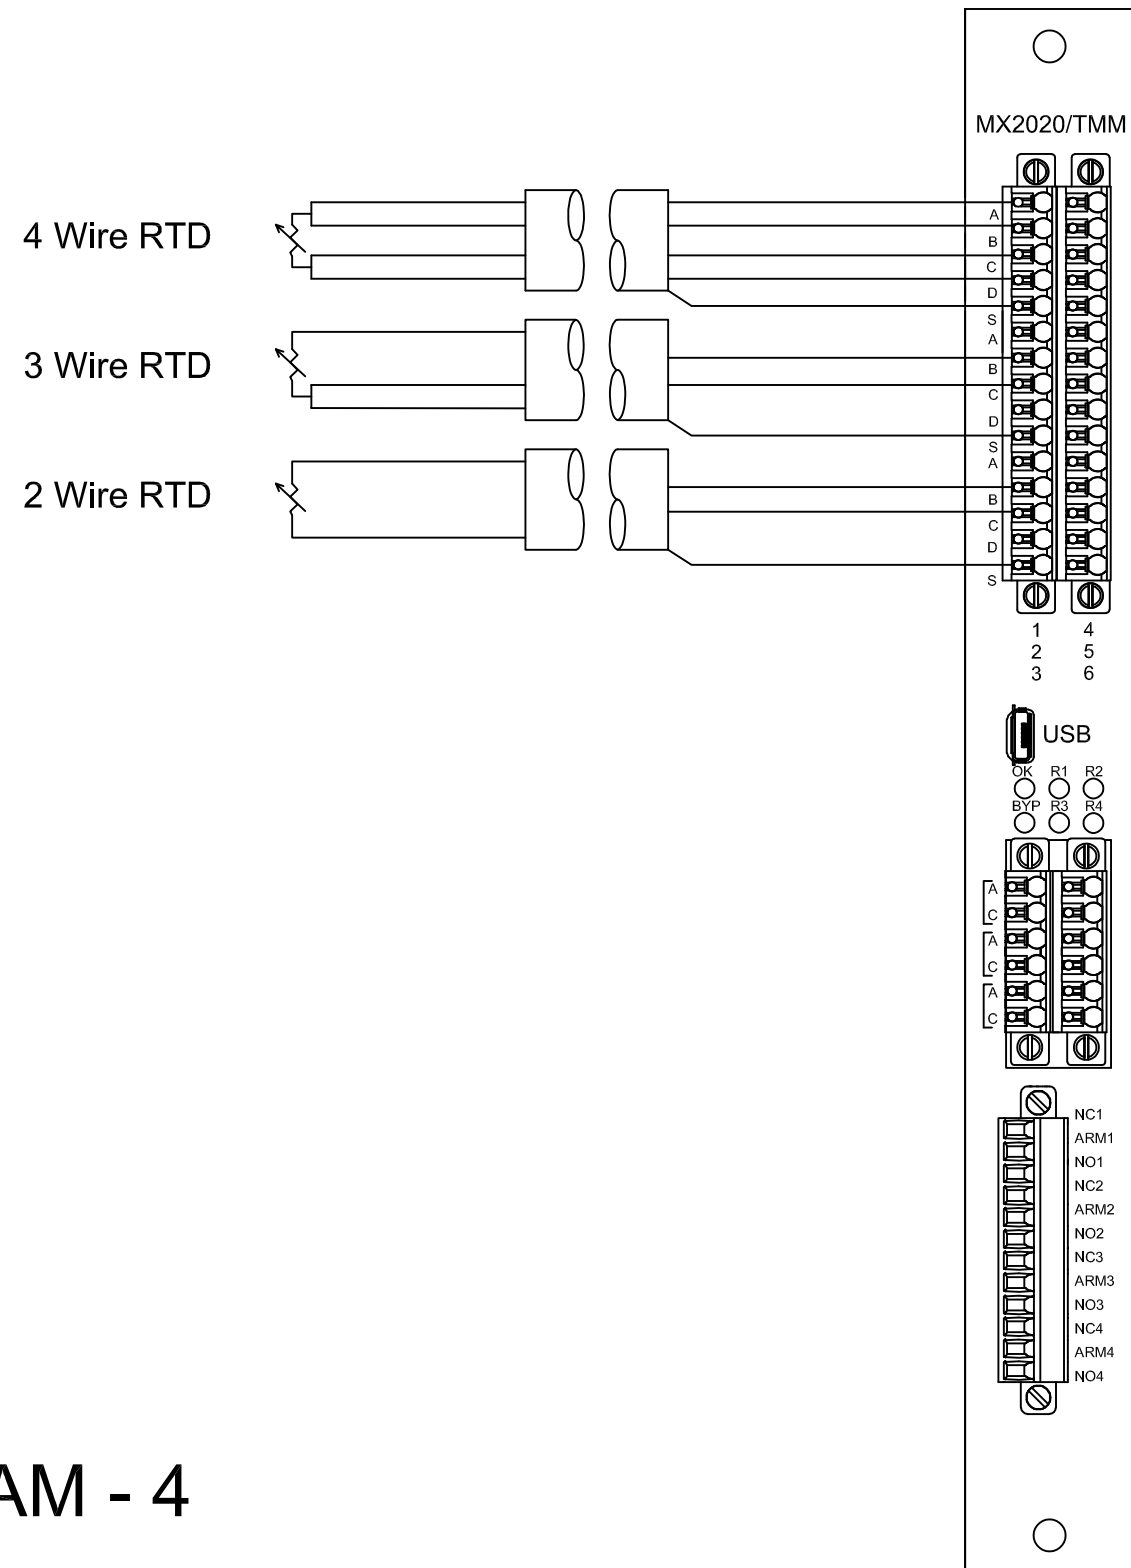 MX2020/TMM
4 Wire RTD
A
B
C
D
S
3 Wire RTD
A
B
C
D
S
2 Wire RTD
A
B
C
D
S
1 4
2 5
3 6
USB
OK R1 R2
BYP R3 R4
A
C
A
C
A
C
NC1
ARM1
NO1
NC2
ARM2
NO2
NC3
ARM3
NO3
NC4
ARM4
NO4
AM - 4